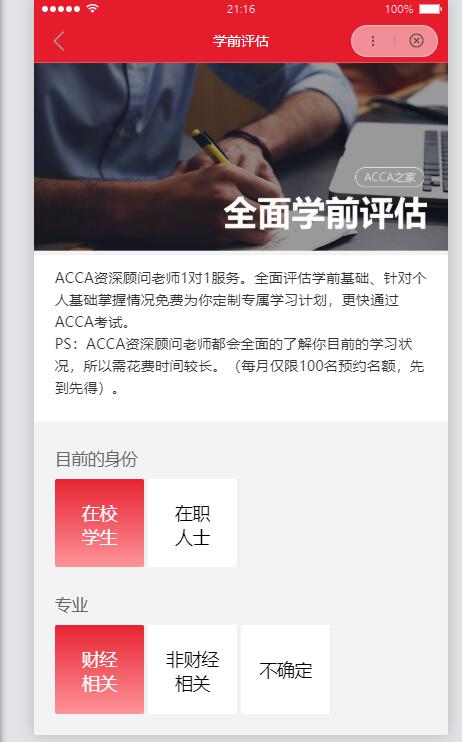 21:16
100%
学前评估
ACCA之家
全面学前评估
ACCA资深顾问老师1对1服务。全面评估学前基础、针对个
人基础掌握情况免费为你定制专属学习计划，更快通过
ACCA考试。
PS：ACCA资深顾问老师都会全面的了解你目前的学习状
况，所以需花费时间较长。（每月仅限100名预约名额，先
到先得）。
目前的身份
在校
学生
在职
人士
专业
财经
相关
非财经
相关
不确定